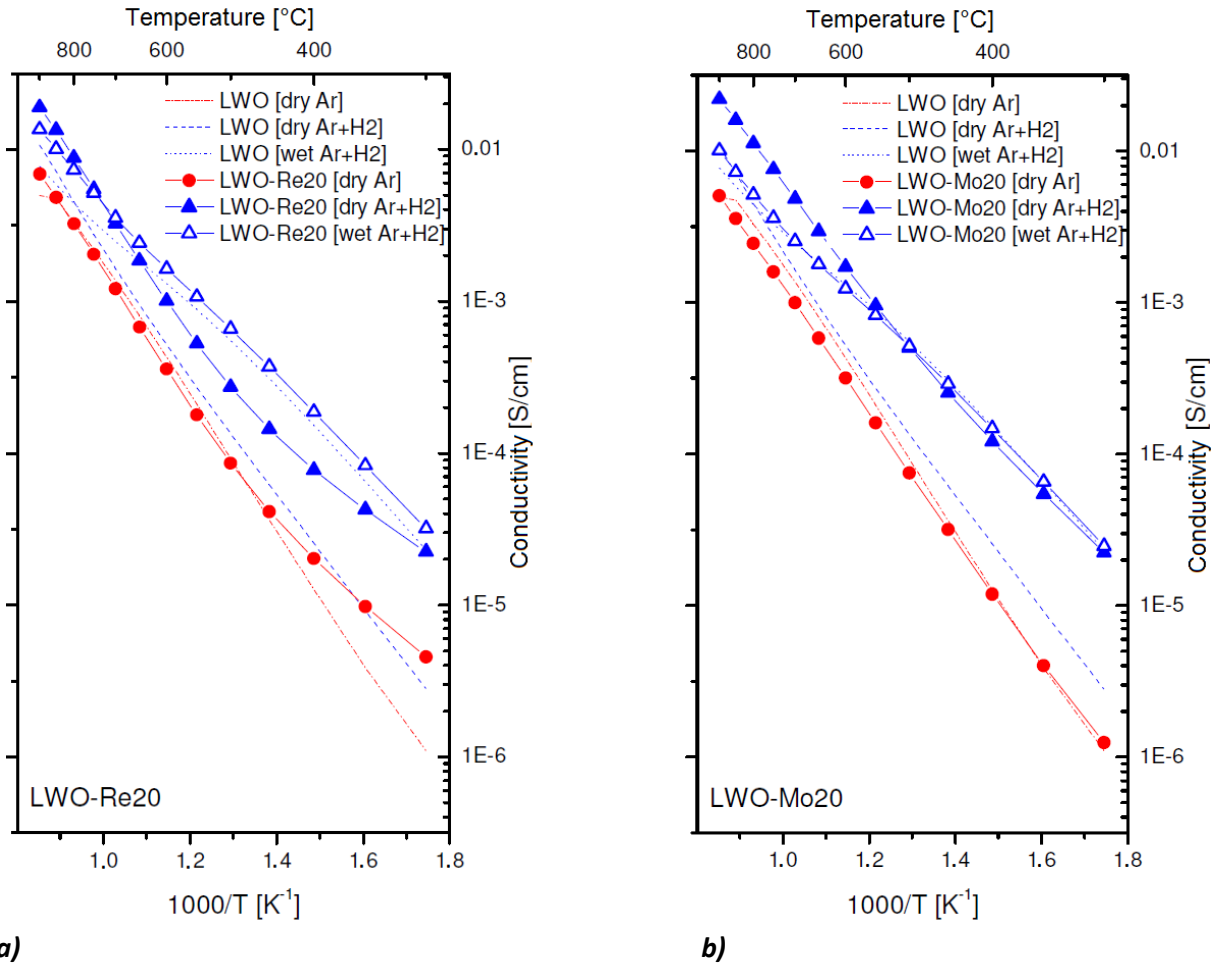 Temperature [°C]
800 600 400
LWO [dry Ar]
LWO [dry Ar+H2]
LWO [wet Ar+H2]
LWO-Re20 [dry Ar]
LWO-Re20 [dry Ar+H2]
LWO-Re20 [wet Ar+H2]
0.01
1E-3
1E-4
1E-5
1E-6
Conductivity [S/cm]
LWO-Re20
1.0 1.2 1.4 1.6 1.8
1000/T [K⁻¹]
a)
Temperature [°C]
800 600 400
LWO [dry Ar]
LWO [dry Ar+H2]
LWO [wet Ar+H2]
LWO-Mo20 [dry Ar]
LWO-Mo20 [dry Ar+H2]
LWO-Mo20 [wet Ar+H2]
0.01
1E-3
1E-4
1E-5
1E-6
Conductivity [S/cm]
LWO-Mo20
1.0 1.2 1.4 1.6 1.8
1000/T [K⁻¹]
b)